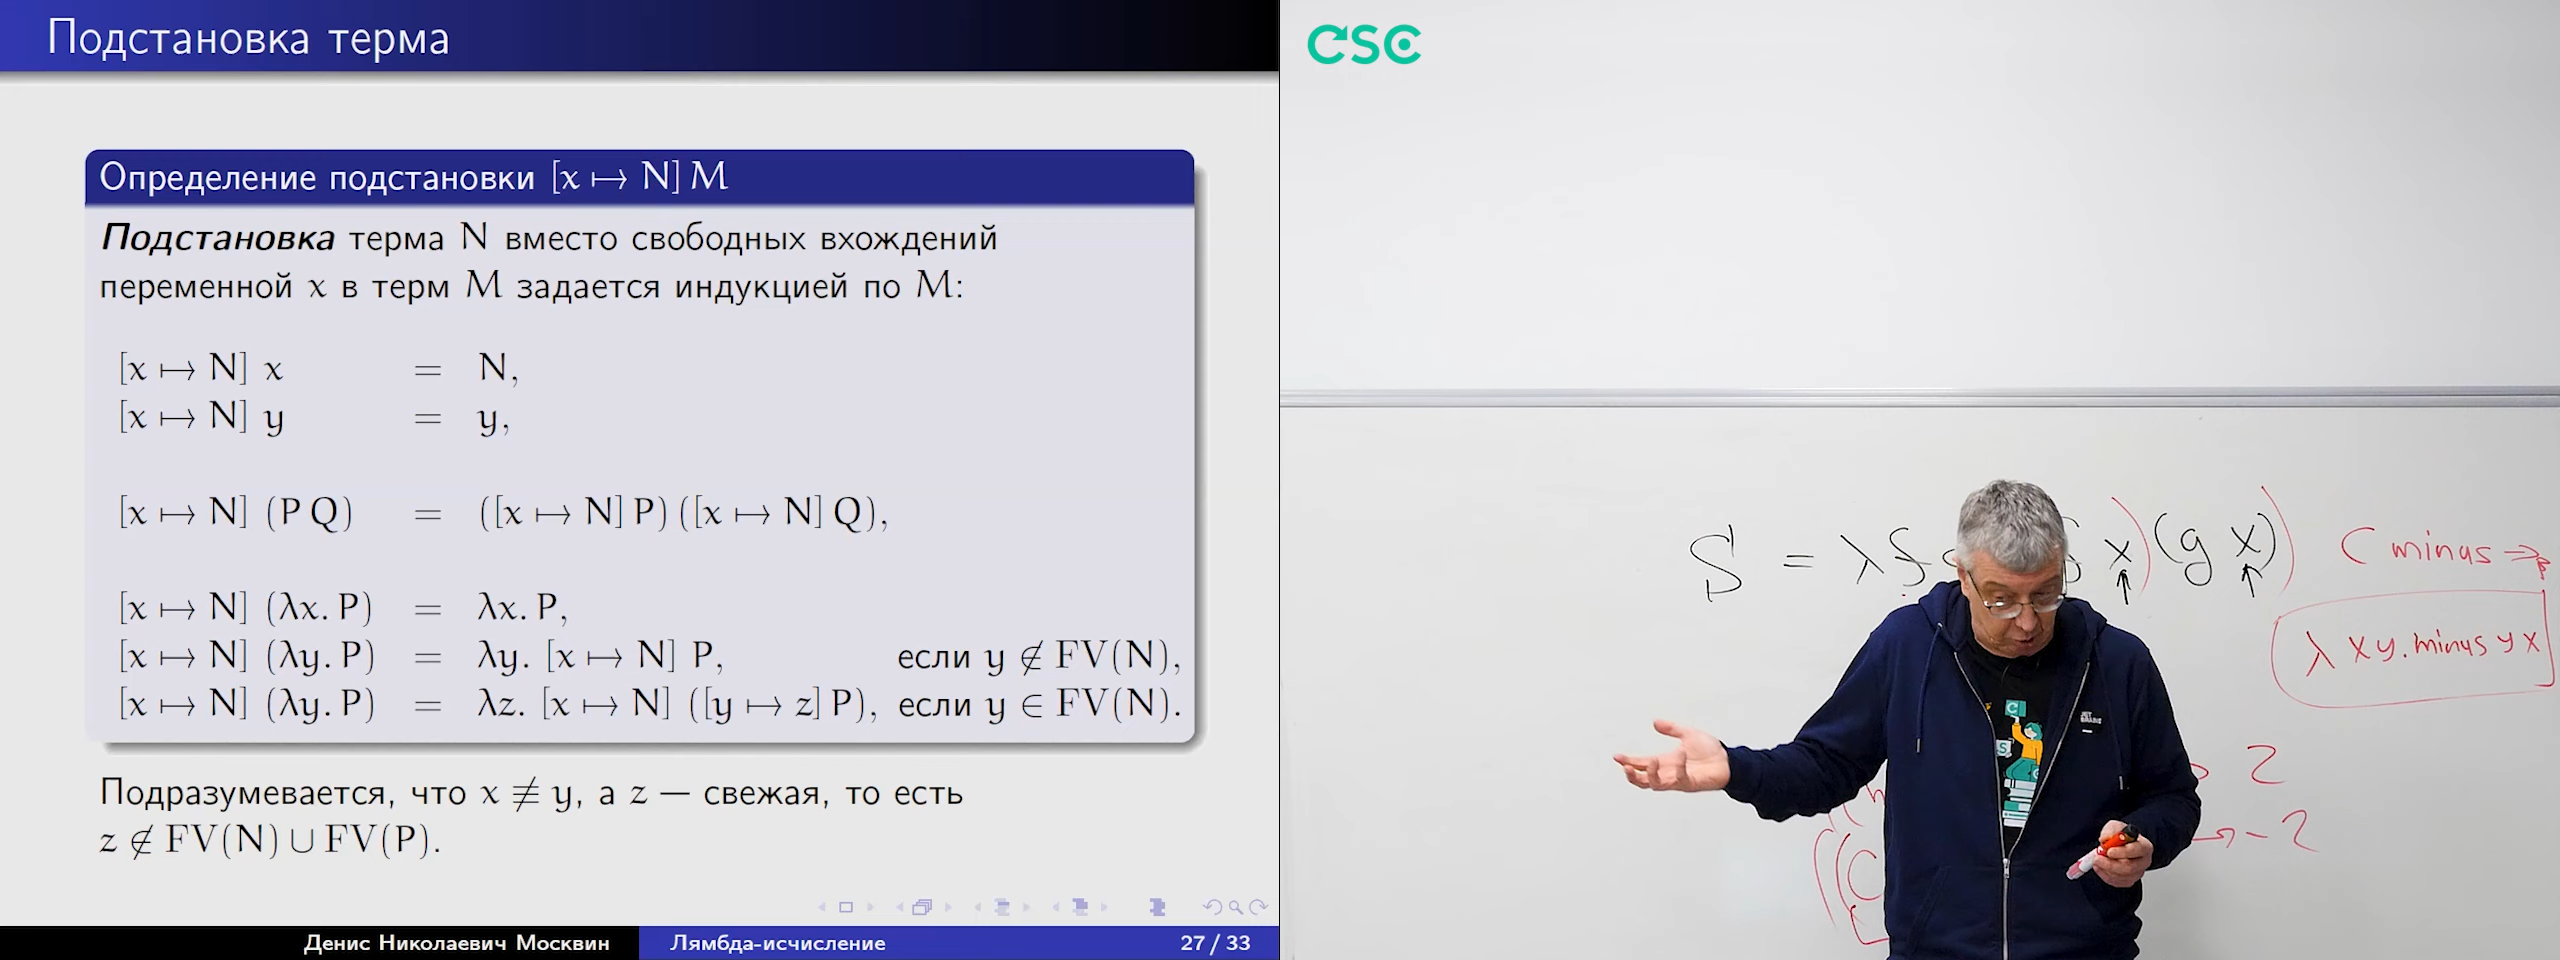 Подстановка терма
Определение подстановки [x ↦ N] M
Подстановка терма N вместо свободных вхождений
переменной x в терм M задается индукцией по M:
[x ↦ N] x = N,
[x ↦ N] y = y,
[x ↦ N] (P Q) = ([x ↦ N] P) ([x ↦ N] Q),
[x ↦ N] (λx. P) = λx. P,
[x ↦ N] (λy. P) = λy. [x ↦ N] P, если y ∉ FV(N),
[x ↦ N] (λy. P) = λz. [x ↦ N] ([y ↦ z] P), если y ∈ FV(N).
Подразумевается, что x ≢ y, а z — свежая, то есть
z ∉ FV(N) ∪ FV(P).
Денис Николаевич Москвин
Лямбда-исчисление
27 / 33
CSC
S = λ x) (g x)) C minus →
λ x y. minus y x
2
-2